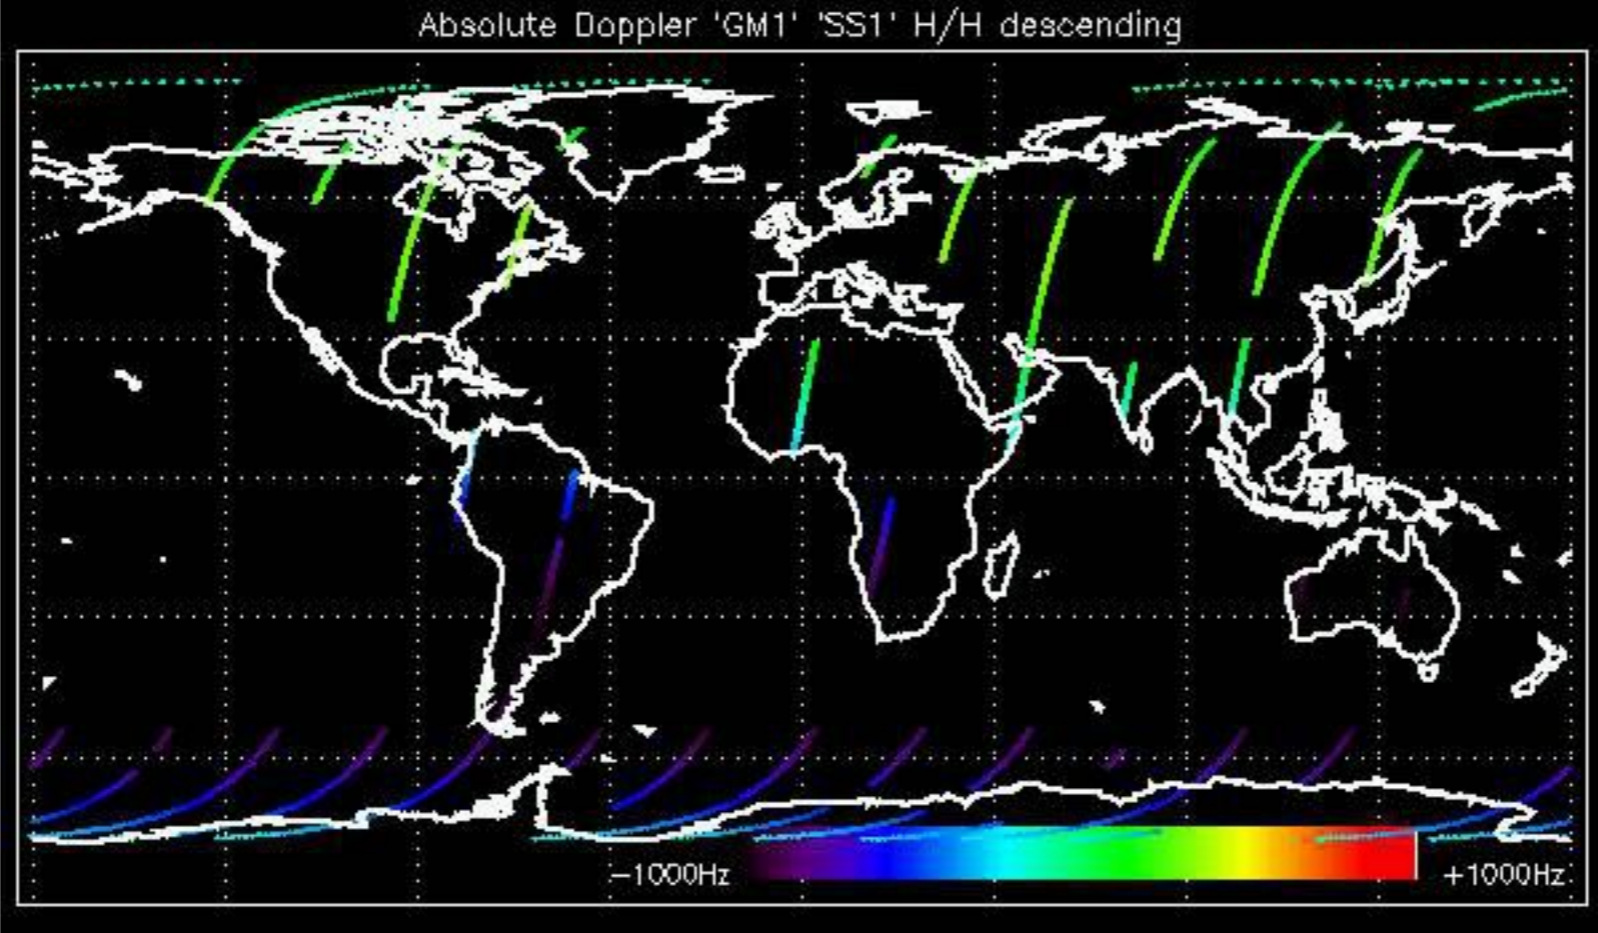 Absolute Doppler 'GM1' 'SS1' H/H descending
−1000Hz
+1000Hz